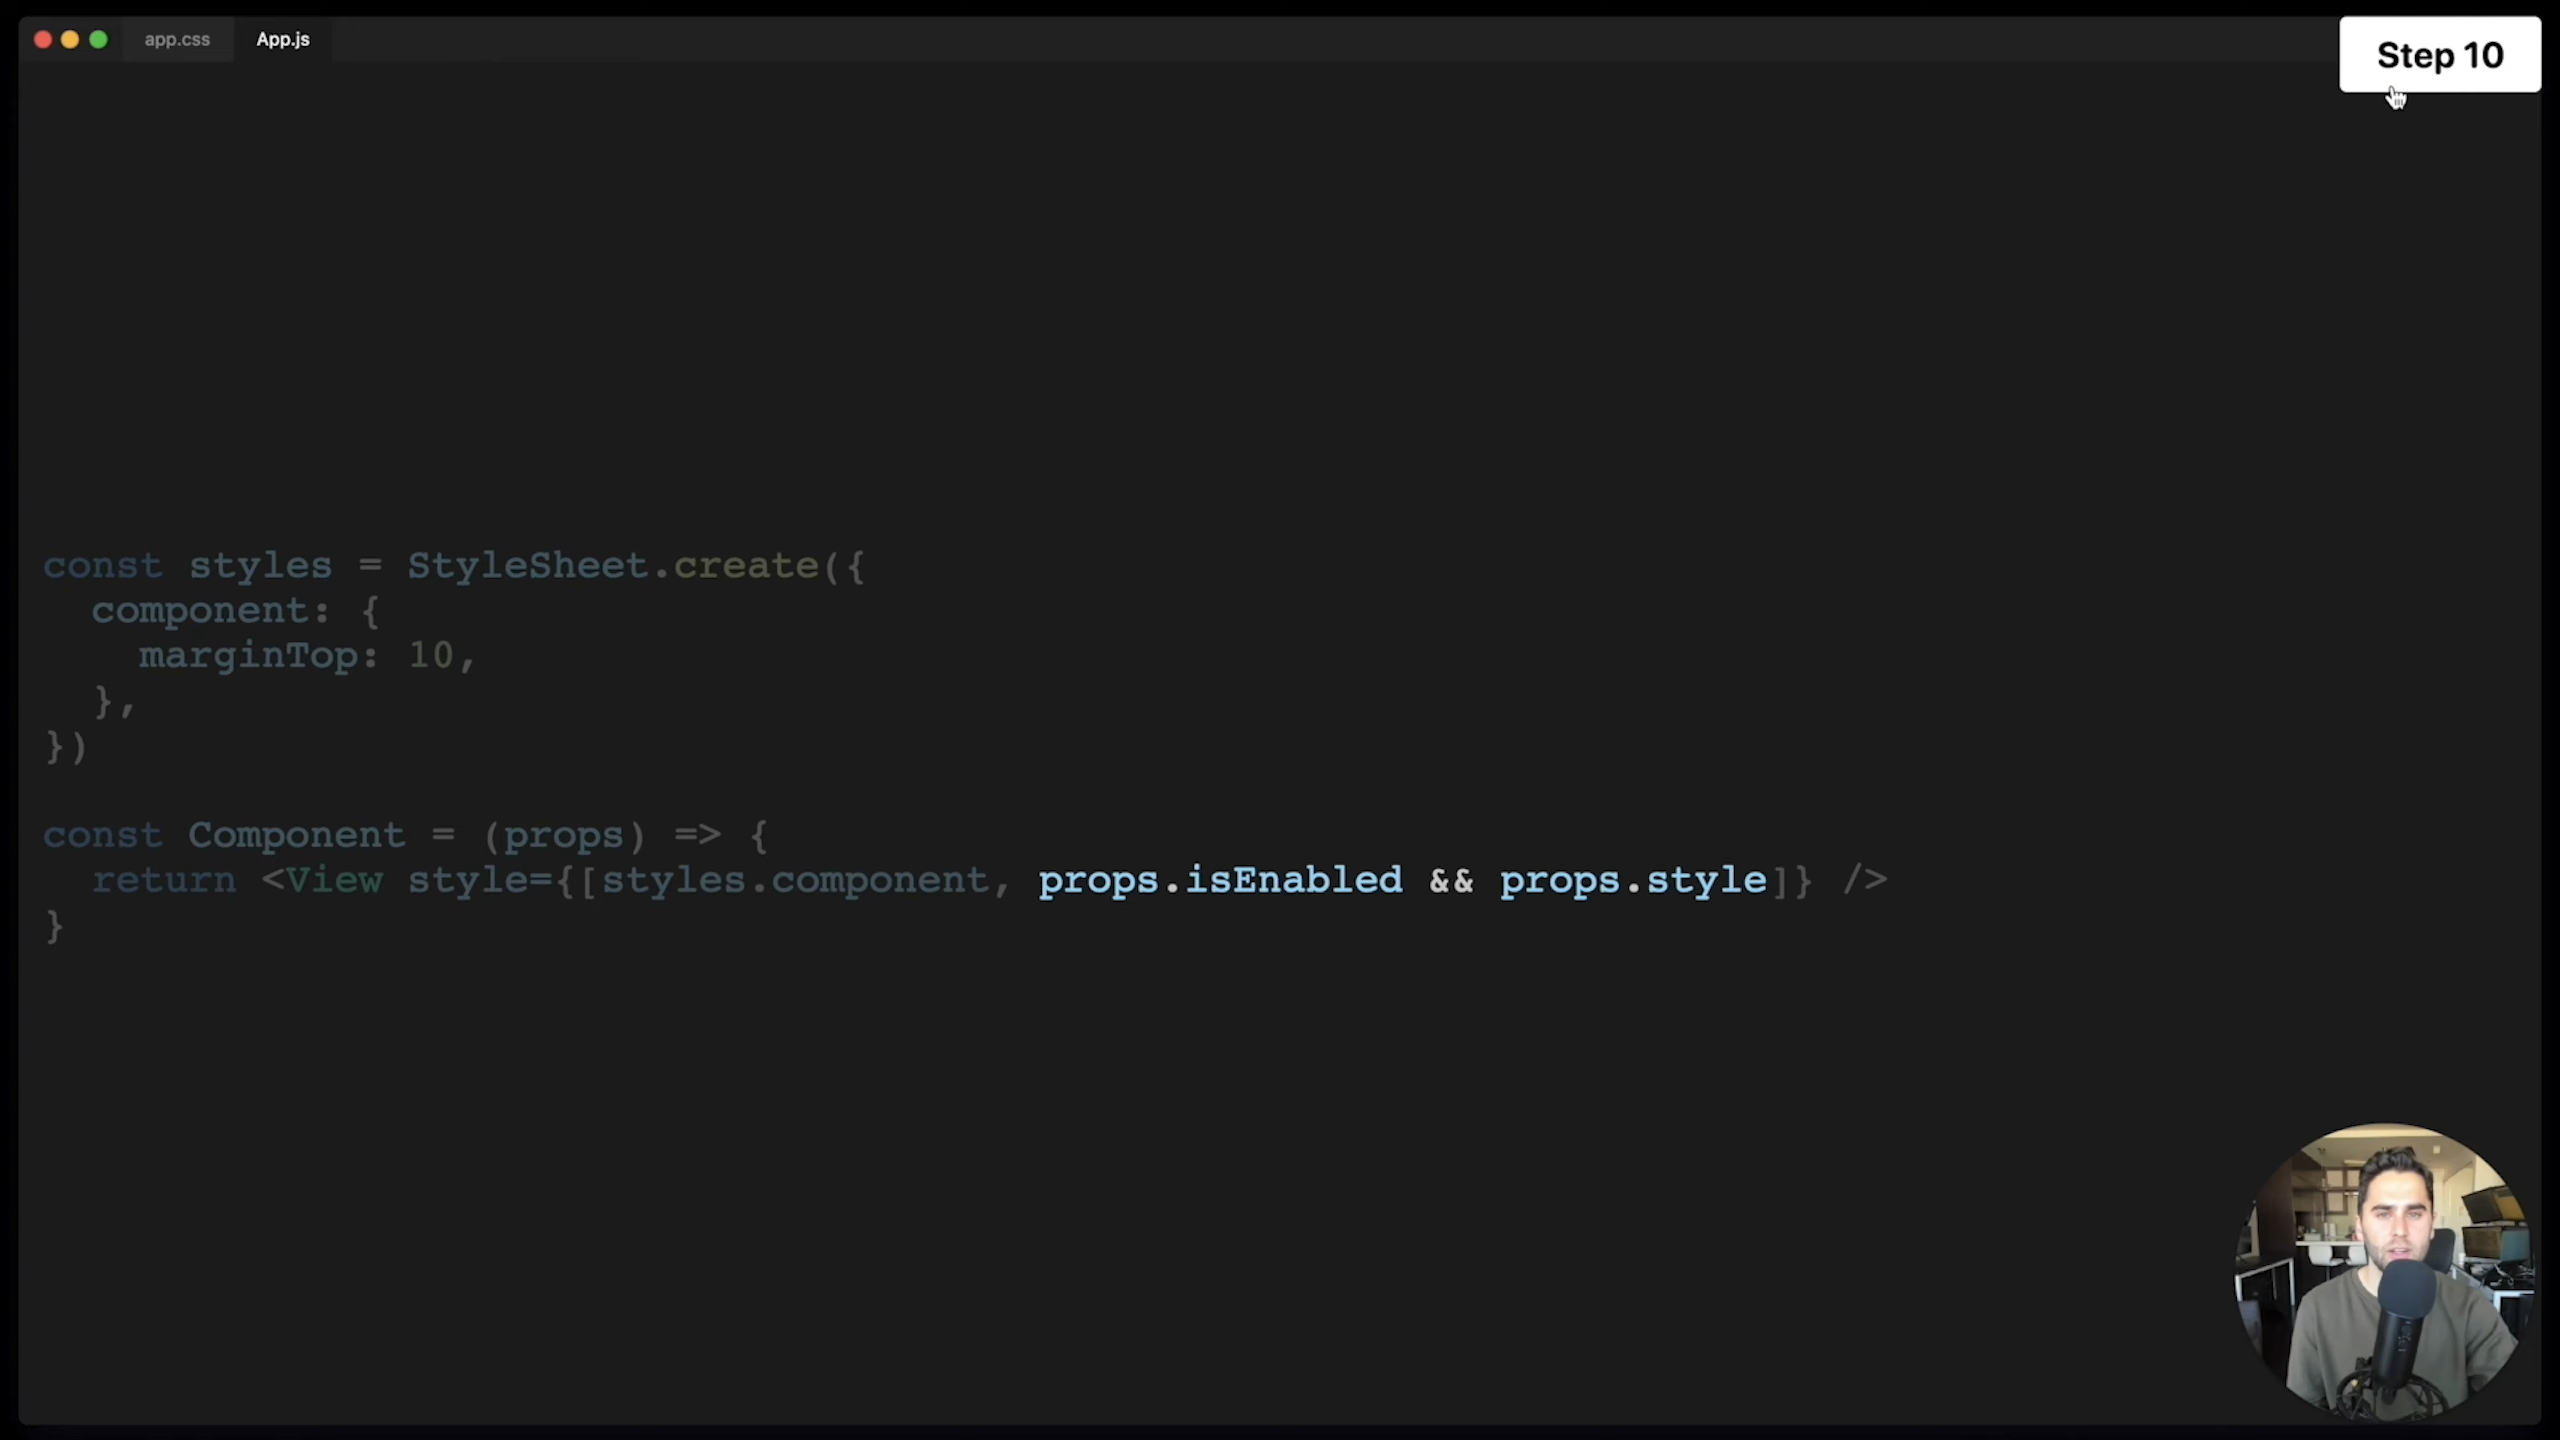 app.css
App.js
Step 10
const styles = StyleSheet.create({
component: {
marginTop: 10,
},
})
const Component = (props) => {
return <View style={[styles.component, props.isEnabled && props.style]} />
}